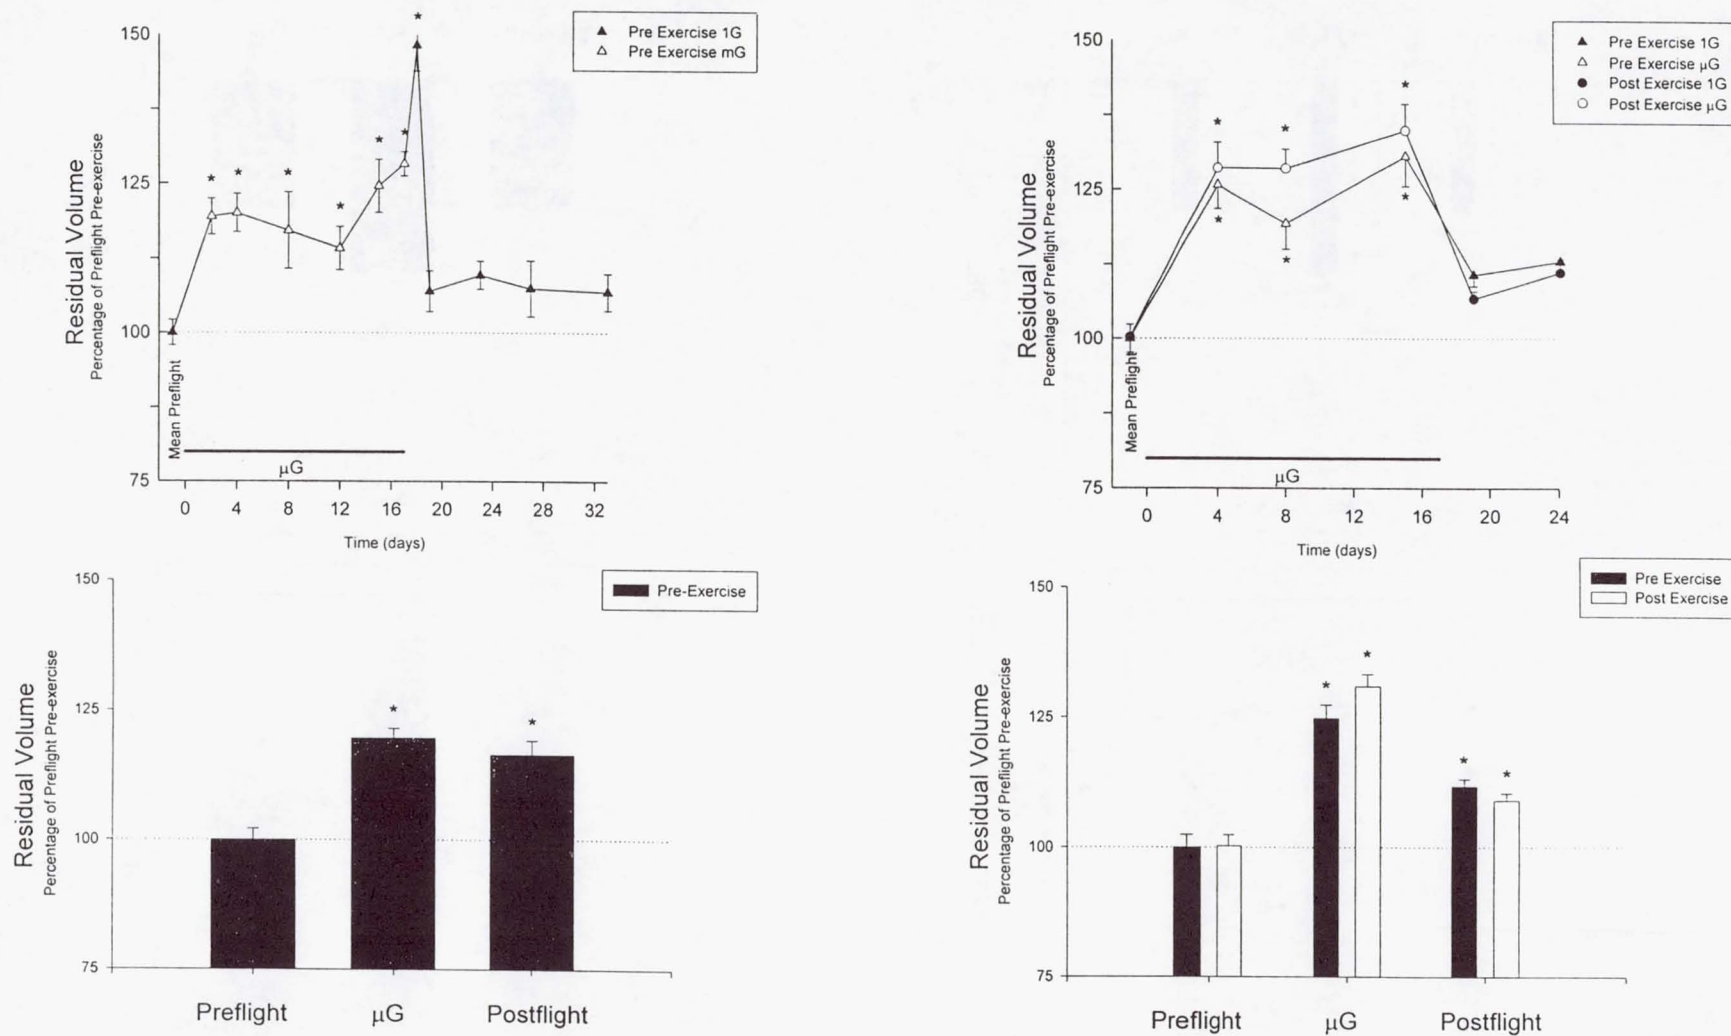 150
125
100
75
Residual Volume
Percentage of Preflight Pre-exercise
*
* * * * * *
Pre Exercise 1G
Pre Exercise mG
Mean Preflight
μG
0 4 8 12 16 20 24 28 32
Time (days)
150
125
100
75
Residual Volume
Percentage of Preflight Pre-exercise
* * *
* * *
Pre Exercise 1G
Pre Exercise μG
Post Exercise 1G
Post Exercise μG
Mean Preflight
μG
0 4 8 12 16 20 24
Time (days)
150
125
100
75
Residual Volume
Percentage of Preflight Pre-exercise
* *
Pre-Exercise
Preflight μG Postflight
150
125
100
75
Residual Volume
Percentage of Preflight Pre-exercise
* * * *
Pre Exercise
Post Exercise
Preflight μG Postflight